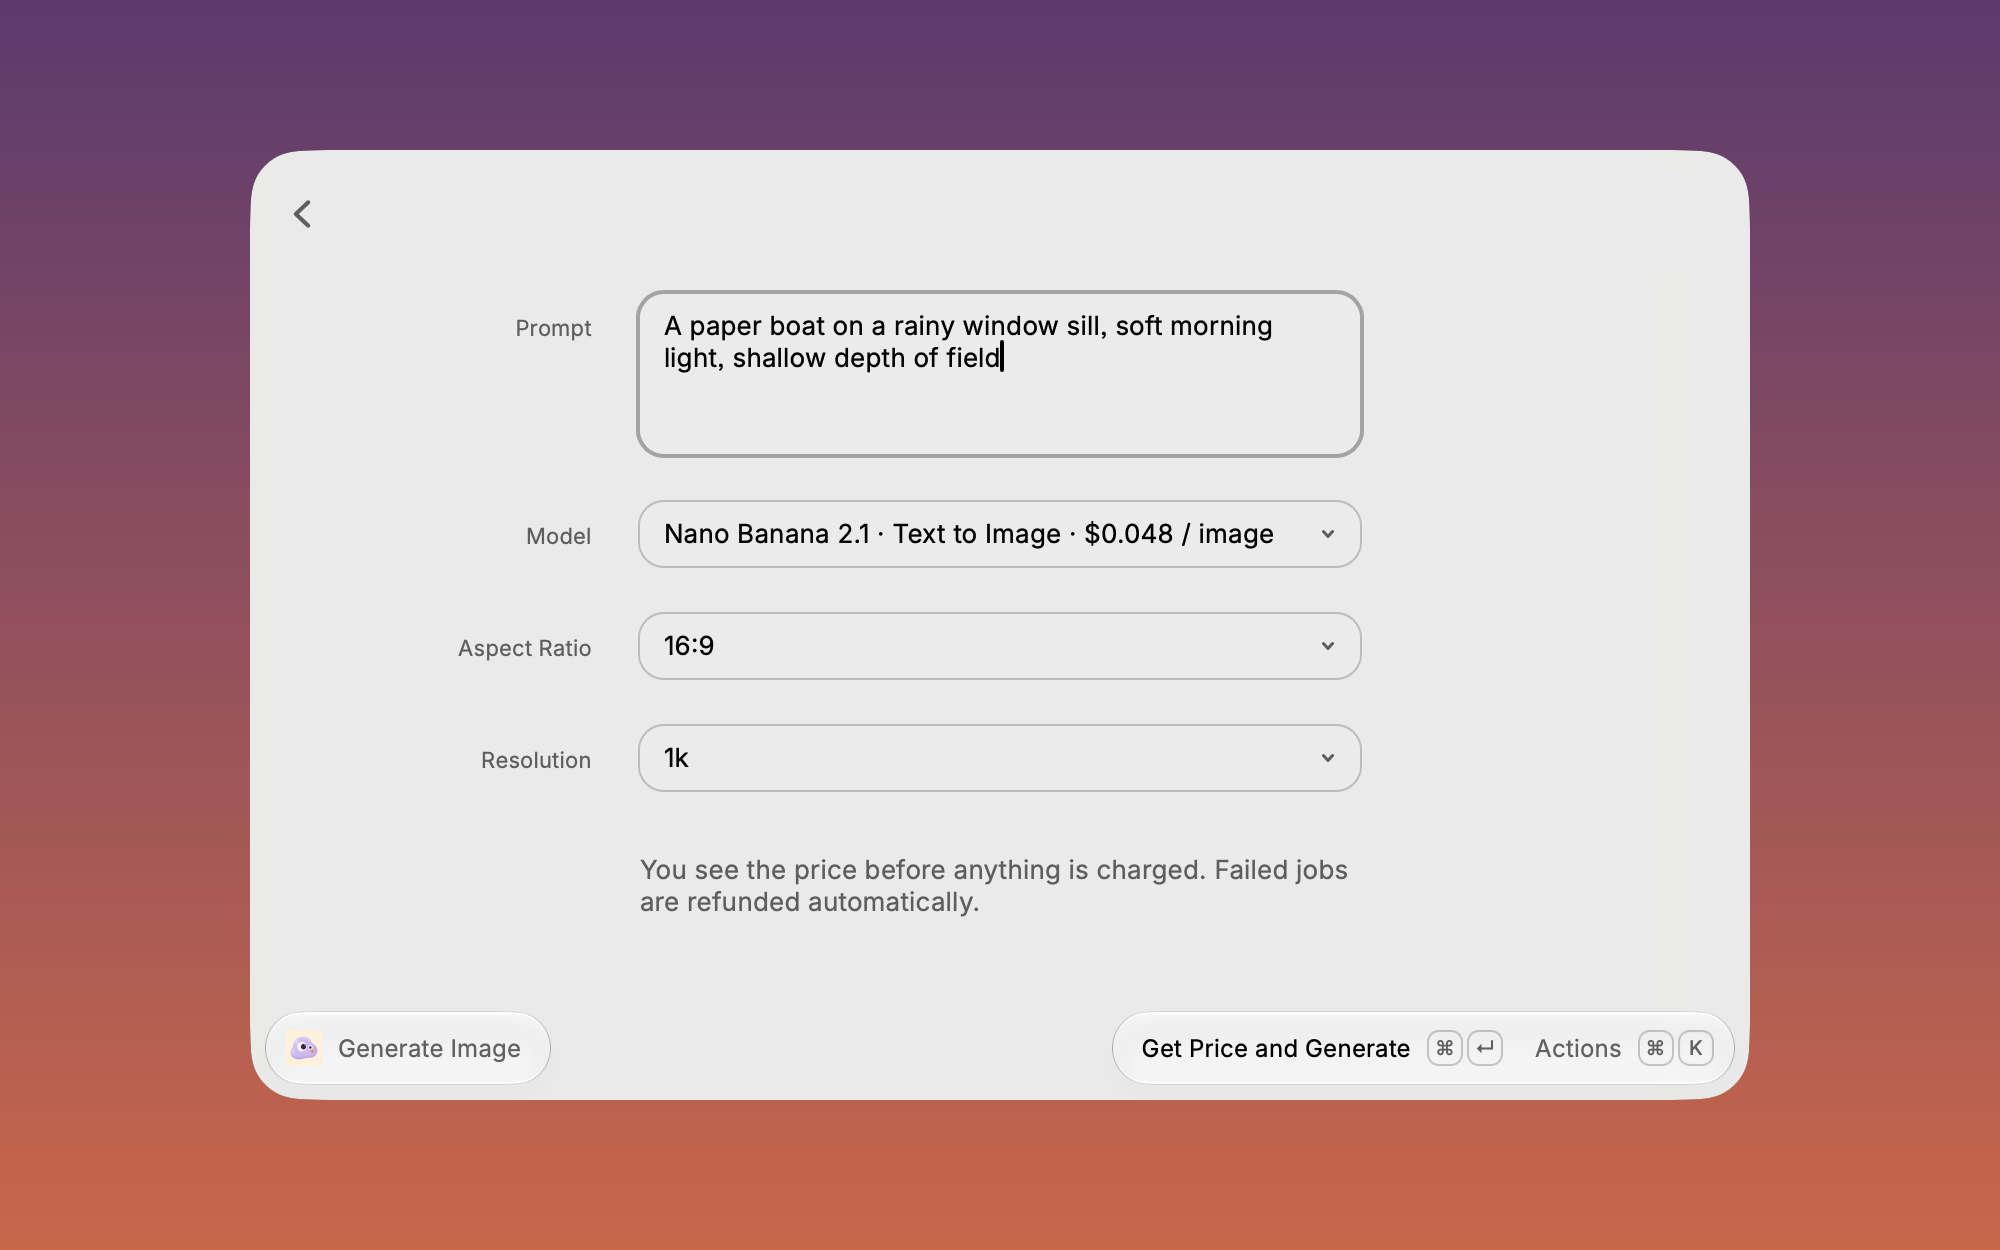 Prompt
A paper boat on a rainy window sill, soft morning
light, shallow depth of field
Model
Nano Banana 2.1 · Text to Image · $0.048 / image
Aspect Ratio
16:9
Resolution
1k
You see the price before anything is charged. Failed jobs
are refunded automatically.
Generate Image
Get Price and Generate ⌘ ↵ Actions ⌘ K